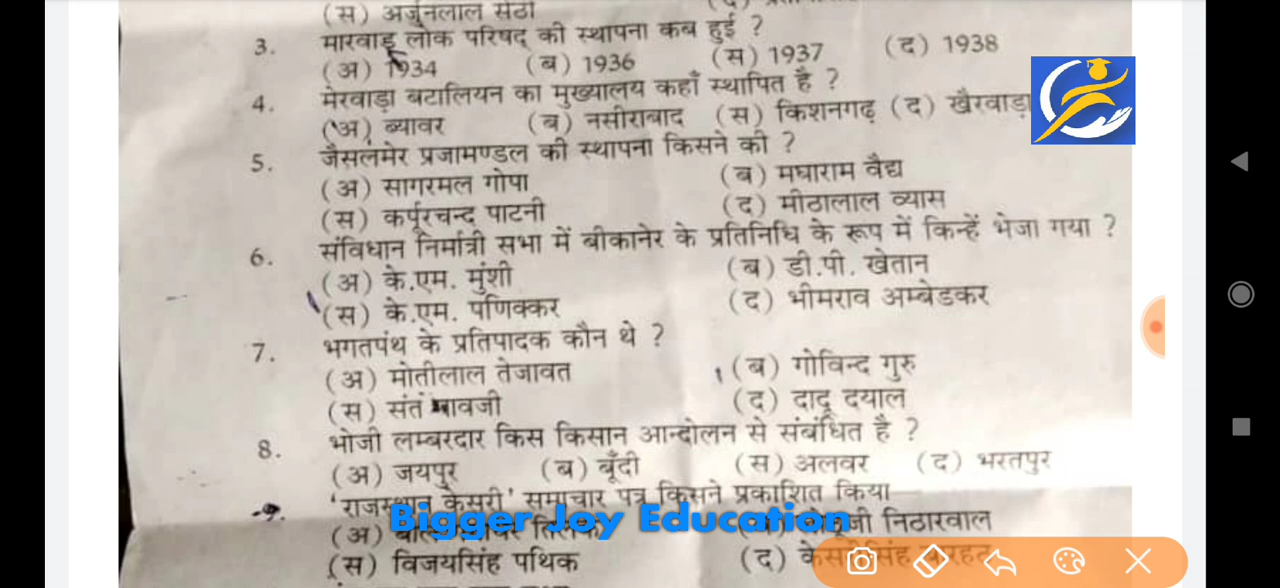 (स) अर्जुनलाल सेठी
3. मारवाड़ लोक परिषद् की स्थापना कब हुई ?
(अ) 1934 (ब) 1936 (स) 1937 (द) 1938
4. मेरवाड़ा बटालियन का मुख्यालय कहाँ स्थापित है ?
(अ) ब्यावर (ब) नसीराबाद (स) किशनगढ़ (द) खैरवाड़ा
5. जैसलमेर प्रजामण्डल की स्थापना किसने की ?
(अ) सागरमल गोपा (ब) मघाराम वैद्य
(स) कर्पूरचन्द पाटनी (द) मीठालाल व्यास
6. संविधान निर्मात्री सभा में बीकानेर के प्रतिनिधि के रूप में किन्हें भेजा गया ?
(अ) के.एम. मुंशी (ब) डी.पी. खेतान
(स) के.एम. पणिक्कर (द) भीमराव अम्बेडकर
7. भगतपंथ के प्रतिपादक कौन थे ?
(अ) मोतीलाल तेजावत (ब) गोविन्द गुरु
(स) संत मावजी (द) दादू दयाल
8. भोजी लम्बरदार किस किसान आन्दोलन से संबंधित है ?
(अ) जयपुर (ब) बूँदी (स) अलवर (द) भरतपुर
9. 'राजस्थान केसरी' समाचार पत्र किसने प्रकाशित किया
Bigger Joy Education
(अ) तिलक निठारवाल
(स) विजयसिंह पथिक (द)